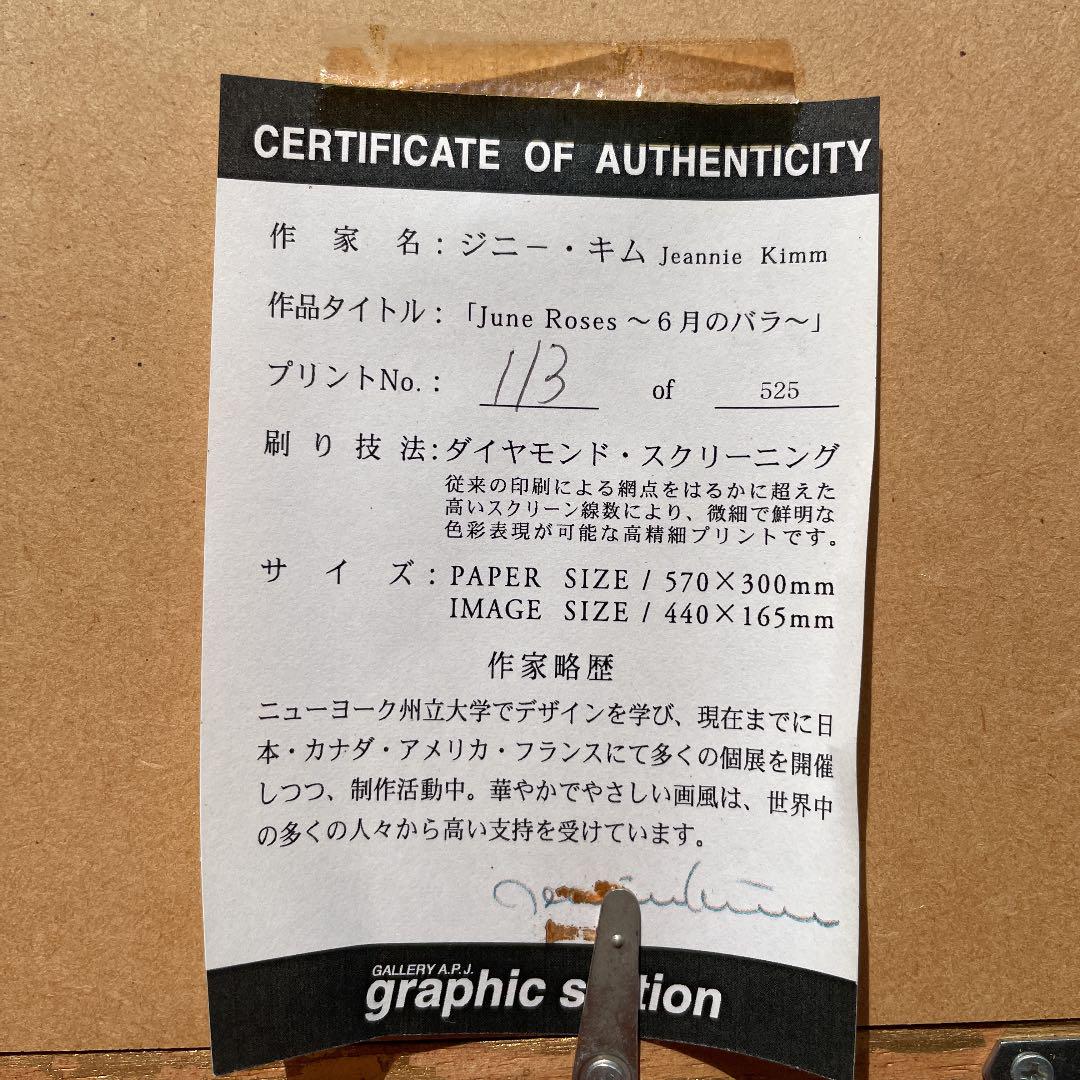 CERTIFICATE OF AUTHENTICITY
作家名：ジニー・キム Jeannie Kimm
作品タイトル：「June Roses～6月のバラ～」
プリントNo.： 113 of 525
刷り技法：ダイヤモンド・スクリーニング
従来の印刷による網点をはるかに超えた
高いスクリーン線数により、微細で鮮明な
色彩表現が可能な高精細プリントです。
サイズ：PAPER SIZE / 570×300mm
IMAGE SIZE / 440×165mm
作家略歴
ニューヨーク州立大学でデザインを学び、現在までに日
本・カナダ・アメリカ・フランスにて多くの個展を開催
しつつ、制作活動中。華やかでやさしい画風は、世界中
の多くの人々から高い支持を受けています。
GALLERY A.P.J.
graphic